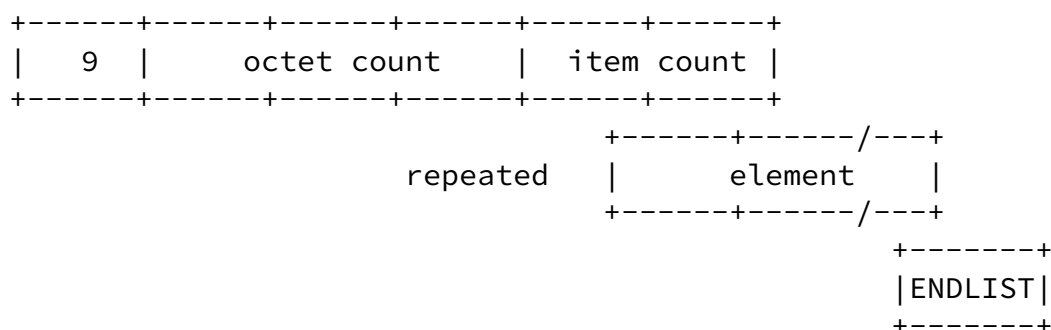 +------+------+------+------+------+------+
|   9  |     octet count    |  item count |
+------+------+------+------+------+------+
                               +------+------/---+
                    repeated   |      element    |
                               +------+------/---+
                                              +-------+
                                              |ENDLIST|
                                              +-------+